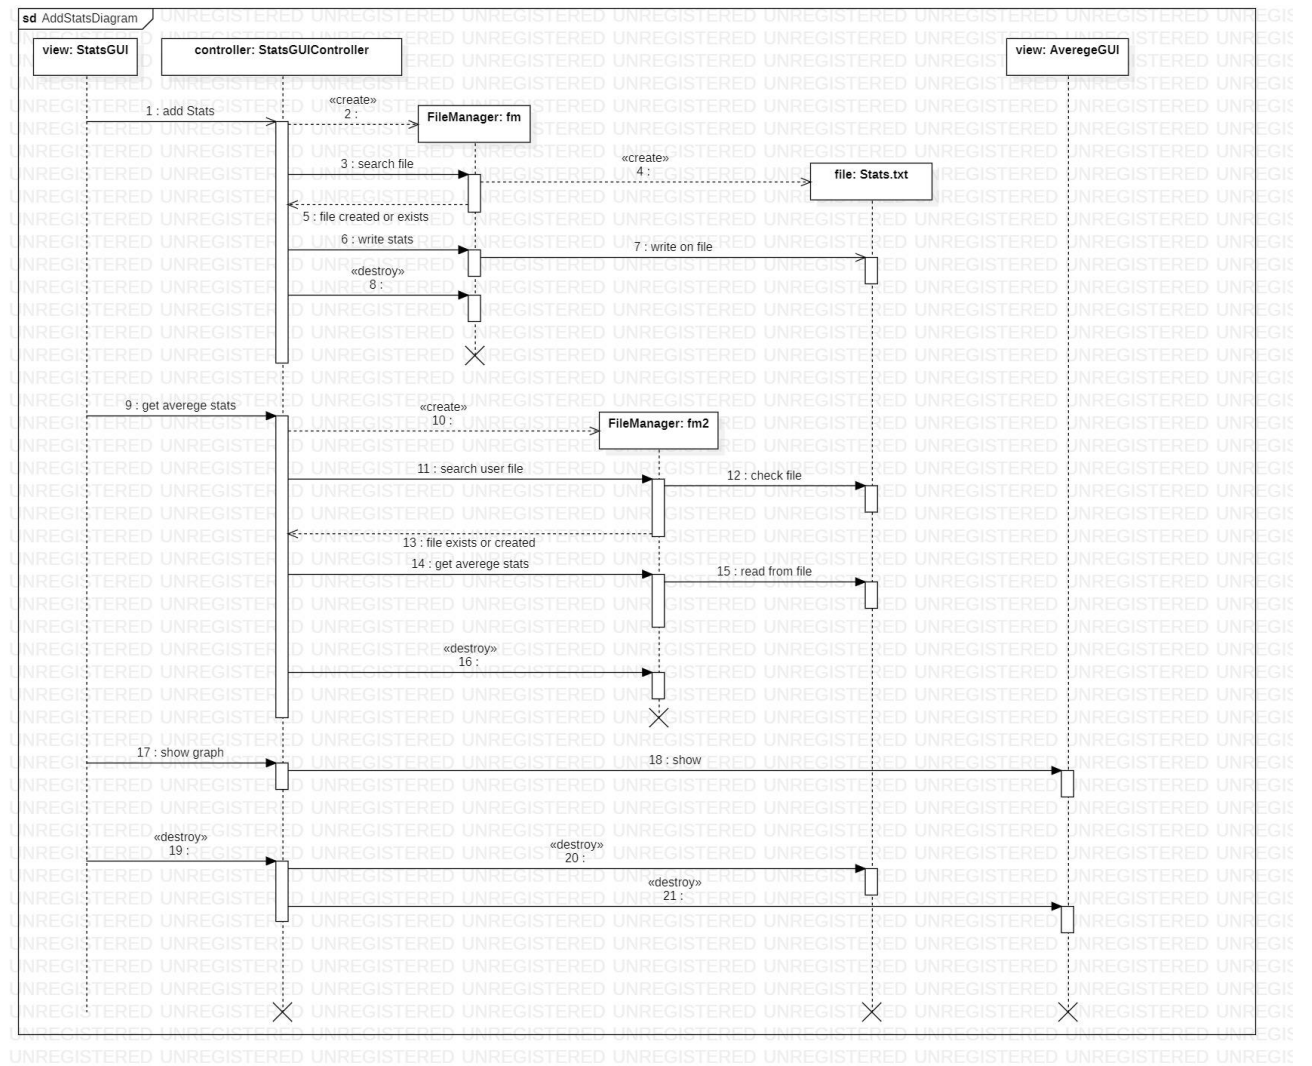 sd AddStatsDiagram
view: StatsGUI
controller: StatsGUIController
view: AveregeGUI
1 : add Stats
«create»
2 :
FileManager: fm
3 : search file
«create»
4 :
file: Stats.txt
5 : file created or exists
6 : write stats
7 : write on file
«destroy»
8 :
9 : get averege stats
«create»
10 :
FileManager: fm2
11 : search user file
12 : check file
13 : file exists or created
14 : get averege stats
15 : read from file
«destroy»
16 :
17 : show graph
18 : show
«destroy»
19 :
«destroy»
20 :
«destroy»
21 :
UNREGISTERED